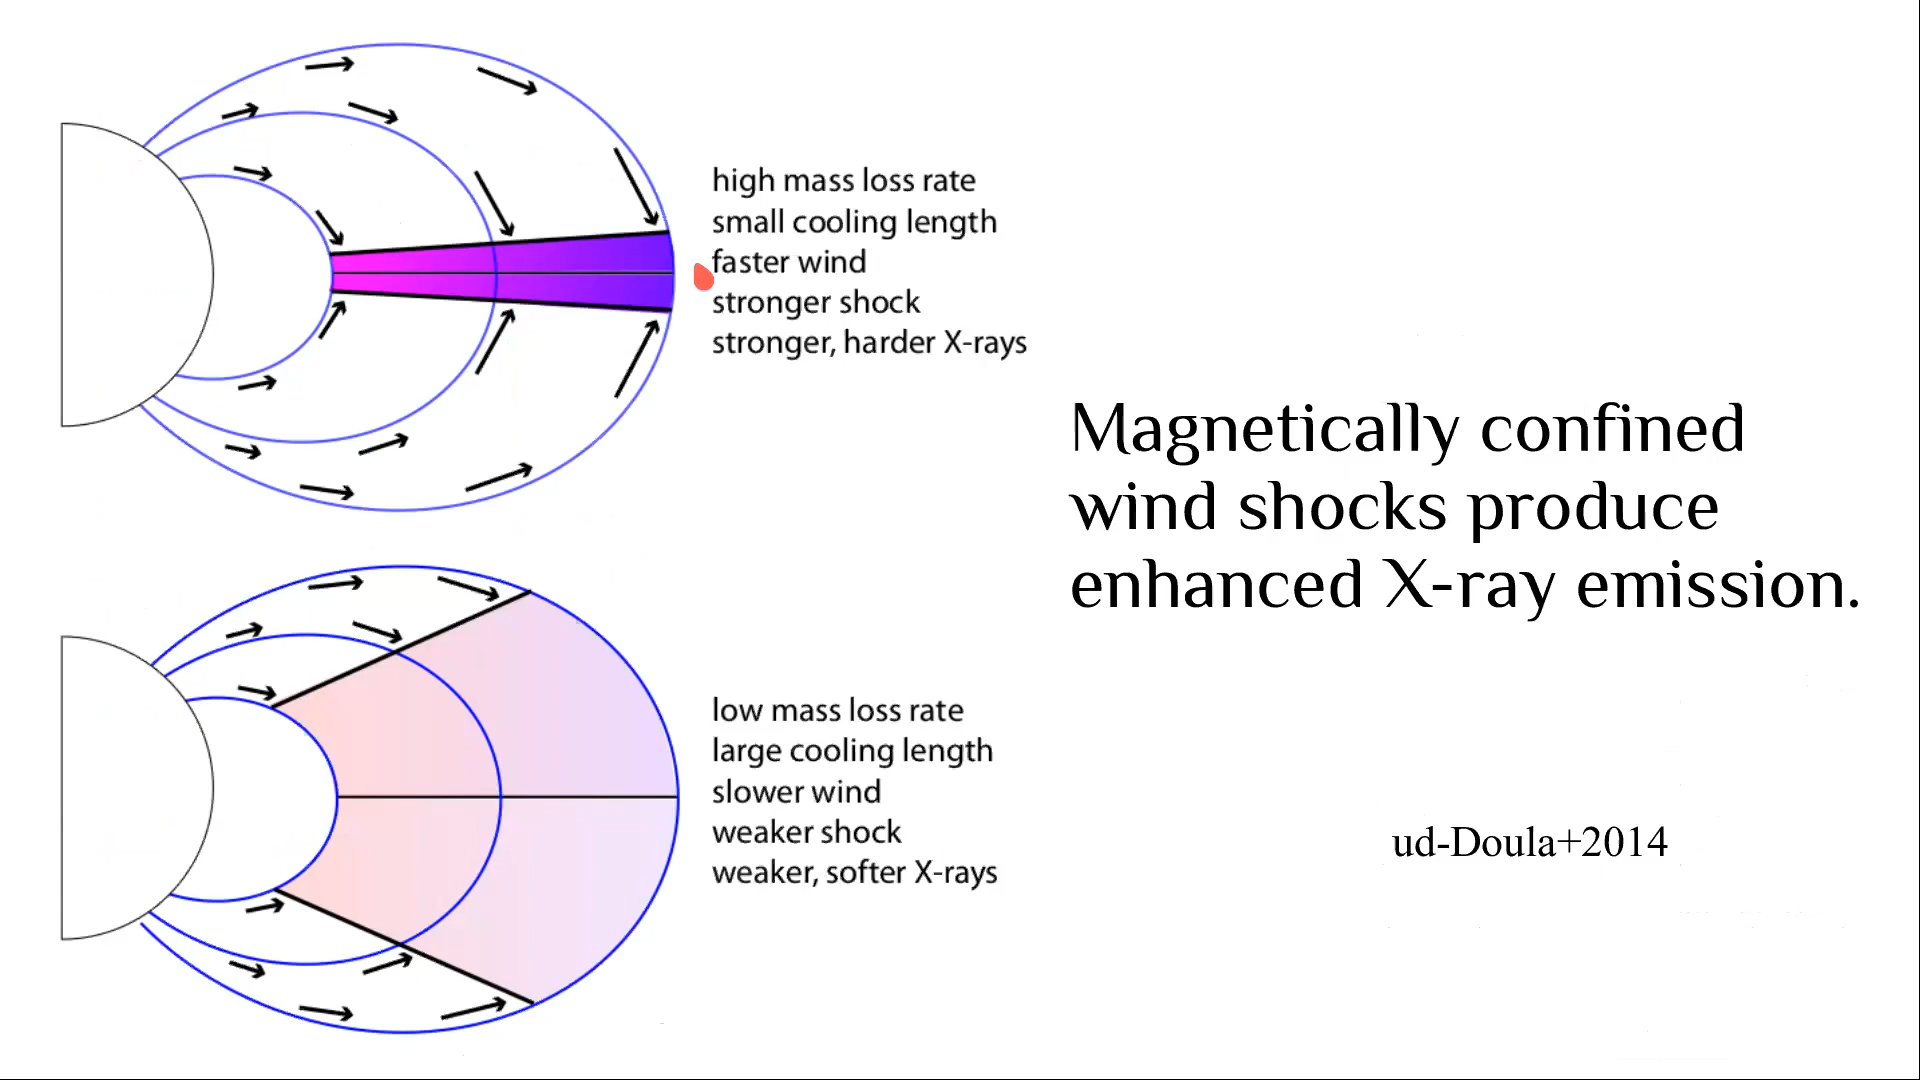 high mass loss rate
small cooling length
faster wind
stronger shock
stronger, harder X-rays
Magnetically confined
wind shocks produce
enhanced X-ray emission.
low mass loss rate
large cooling length
slower wind
weaker shock
weaker, softer X-rays
ud-Doula+2014